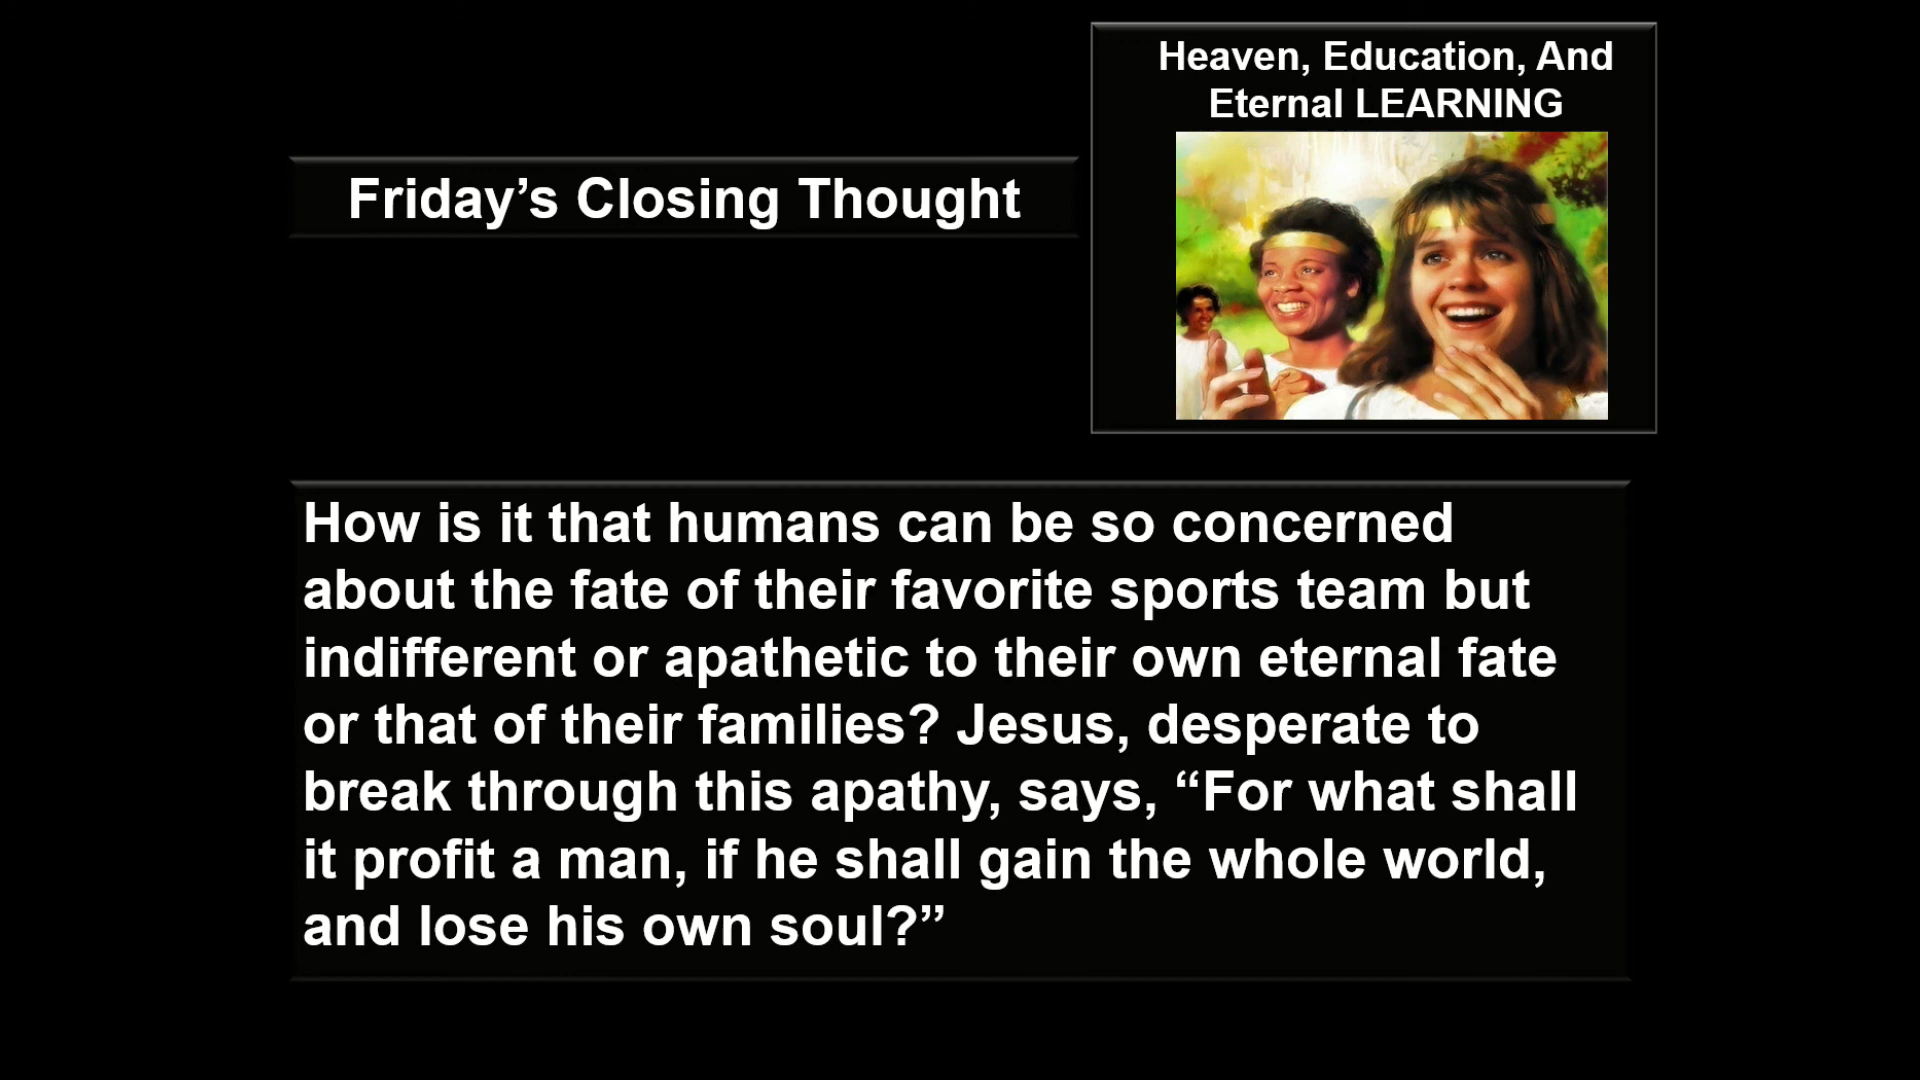 Heaven, Education, And
Eternal LEARNING
Friday’s Closing Thought
How is it that humans can be so concerned
about the fate of their favorite sports team but
indifferent or apathetic to their own eternal fate
or that of their families? Jesus, desperate to
break through this apathy, says, “For what shall
it profit a man, if he shall gain the whole world,
and lose his own soul?”